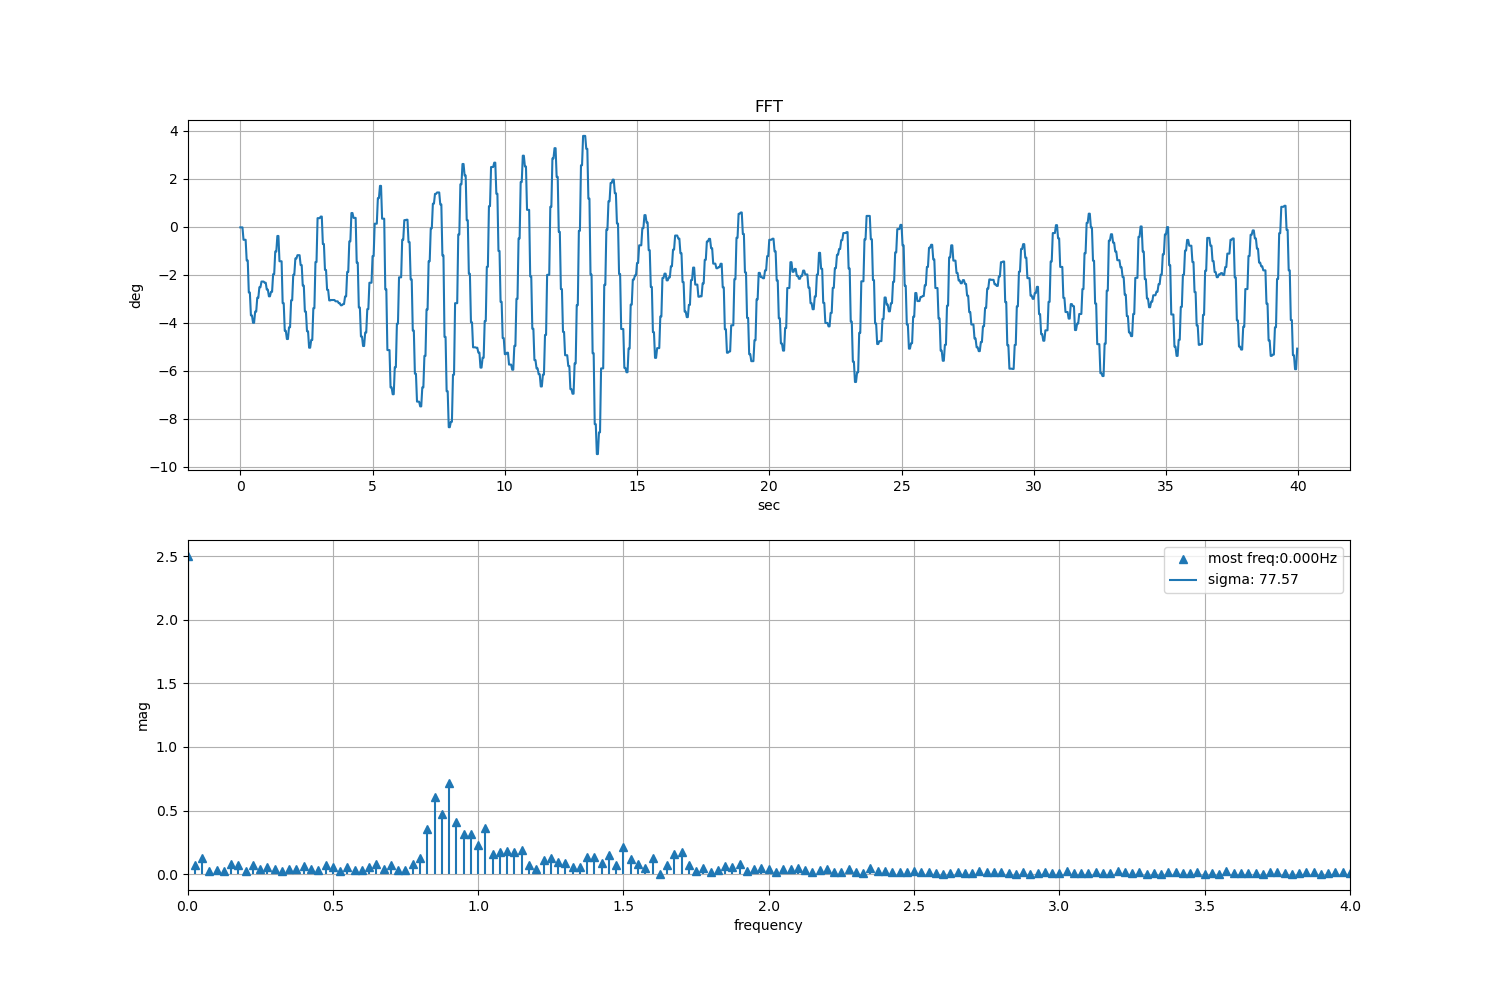 FFT
4
2
0
−2
−4
−6
−8
−10
deg
0 5 10 15 20 25 30 35 40
sec
2.5
2.0
1.5
1.0
0.5
0.0
mag
most freq:0.000Hz
sigma: 77.57
0.0 0.5 1.0 1.5 2.0 2.5 3.0 3.5 4.0
frequency